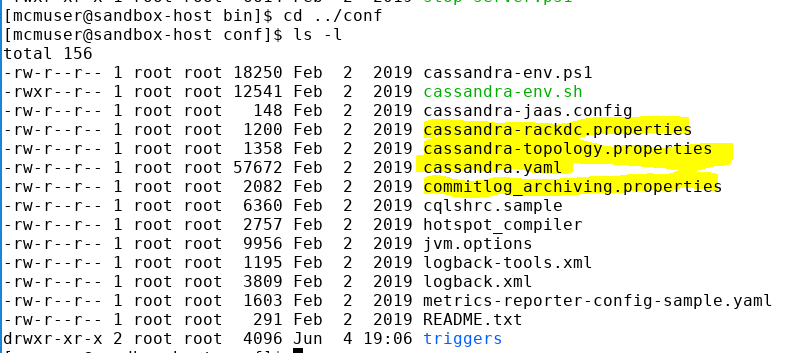 -rwxr-xr-x 1 root root 6017 Feb 2 2019 stop-server.ps1
[mcmuser@sandbox-host bin]$ cd ../conf
[mcmuser@sandbox-host conf]$ ls -l
total 156
-rw-r--r-- 1 root root 18250 Feb 2 2019 cassandra-env.ps1
-rwxr--r-- 1 root root 12541 Feb 2 2019 cassandra-env.sh
-rw-r--r-- 1 root root 148 Feb 2 2019 cassandra-jaas.config
-rw-r--r-- 1 root root 1200 Feb 2 2019 cassandra-rackdc.properties
-rw-r--r-- 1 root root 1358 Feb 2 2019 cassandra-topology.properties
-rw-r--r-- 1 root root 57672 Feb 2 2019 cassandra.yaml
-rw-r--r-- 1 root root 2082 Feb 2 2019 commitlog_archiving.properties
-rw-r--r-- 1 root root 6360 Feb 2 2019 cqlshrc.sample
-rw-r--r-- 1 root root 2757 Feb 2 2019 hotspot_compiler
-rw-r--r-- 1 root root 9956 Feb 2 2019 jvm.options
-rw-r--r-- 1 root root 1195 Feb 2 2019 logback-tools.xml
-rw-r--r-- 1 root root 3809 Feb 2 2019 logback.xml
-rw-r--r-- 1 root root 1603 Feb 2 2019 metrics-reporter-config-sample.yaml
-rw-r--r-- 1 root root 291 Feb 2 2019 README.txt
drwxr-xr-x 2 root root 4096 Jun 4 19:06 triggers
[mcmuser@sandbox-host conf]$